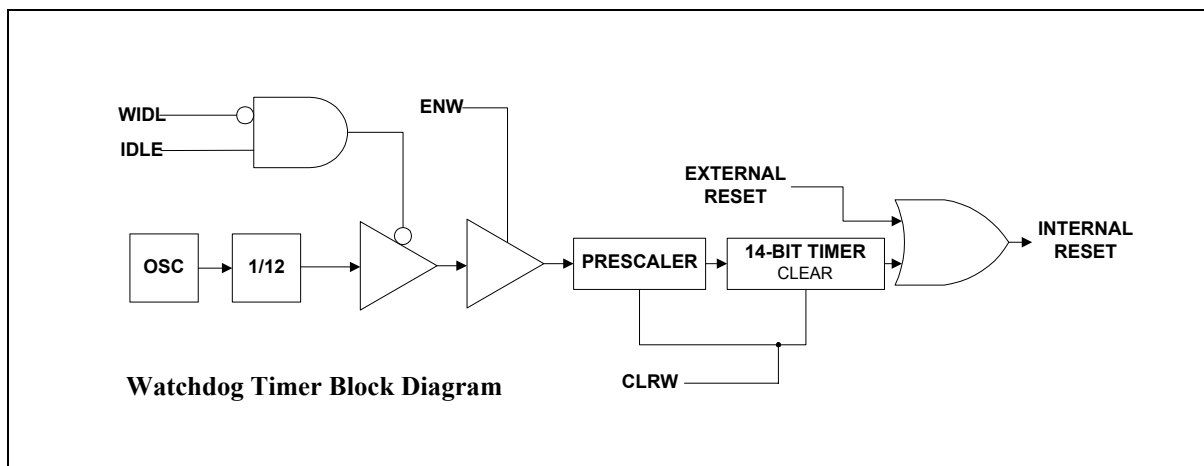 WIDL
IDLE
ENW
EXTERNAL
RESET
INTERNAL
RESET
OSC
1/12
PRESCALER
14-BIT TIMER
CLEAR
CLRW
Watchdog Timer Block Diagram